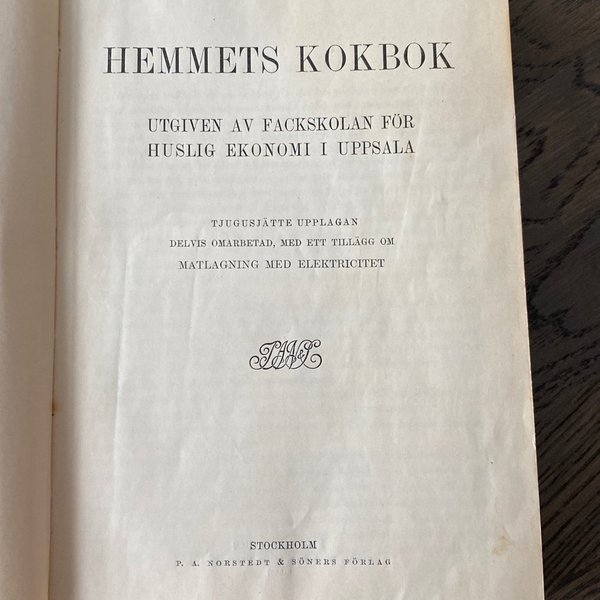 HEMMETS KOKBOK
UTGIVEN AV FACKSKOLAN FÖR
HUSLIG EKONOMI I UPPSALA
TJUGUSJÄTTE UPPLAGAN
DELVIS OMARBETAD, MED ETT TILLÄGG OM
MATLAGNING MED ELEKTRICITET
P.A.N.&S.
STOCKHOLM
P. A. NORSTEDT & SÖNERS FÖRLAG